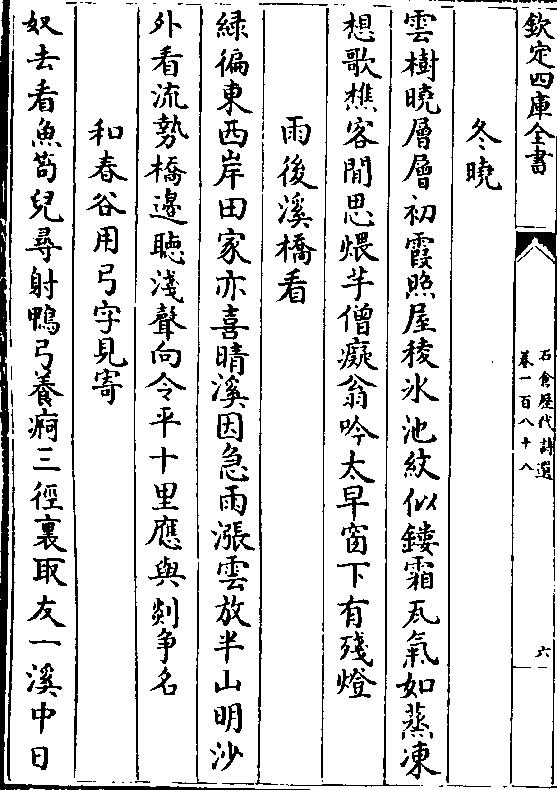 欽定四庫全書
石倉歷代詩選
卷一百八十八
六
冬曉
雲樹曉層層初霞照屋稜氷池紋似鏤霜瓦氣如蒸凍
想歌樵客閒思煨芋僧癡翁吟太早窗下有殘燈
雨後溪橋看
緑徧東西岸田家亦喜晴溪因急雨漲雲放半山明沙
外看流勢橋邊聽淺聲向令平十里應與剡争名
和春谷用弓字見寄
奴去看魚笱兒尋射鴨弓養痾三徑裏取友一溪中日